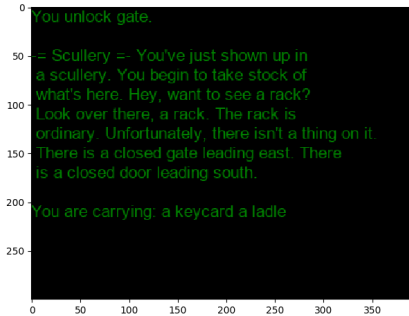 You unlock gate.
-= Scullery =- You've just shown up in
a scullery. You begin to take stock of
what's here. Hey, want to see a rack?
Look over there, a rack. The rack is
ordinary. Unfortunately, there isn't a thing on it.
There is a closed gate leading east. There
is a closed door leading south.
You are carrying: a keycard a ladle
0
50
100
150
200
250
0 50 100 150 200 250 300 350